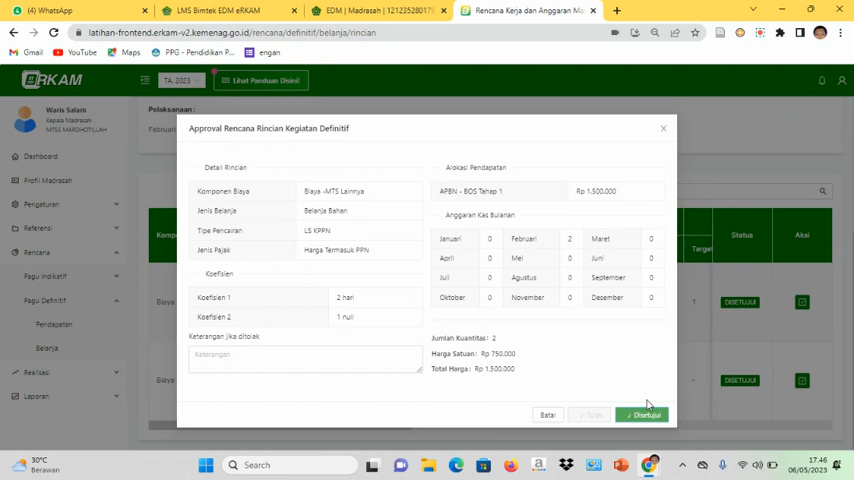 (4) WhatsApp
LMS Bimtek EDM eRKAM
EDM | Madrasah | 1212352801
Rencana Kerja dan Anggaran Ma
latihan-frontend.erkam-v2.kemenag.go.id/rencana/definitif/belanja/rincian
Gmail
YouTube
Maps
PPG - Pendidikan P...
engan
eRKAM
TA. 2023
Lihat Panduan Disini!
Waris Salam
Kepala Madrasah
MTSS MARDHOTILLAH
Dashboard
Profil Madrasah
Pengaturan
Referensi
Rencana
Pagu Indikatif
Pagu Definitif
Pendapatan
Belanja
Realisasi
Laporan
Pelaksanaan:
Februari
Komp
Target
Status
Aksi
Biaya
1
DISETUJUI
Biaya
-
DISETUJUI
Approval Rencana Rincian Kegiatan Definitif
Detail Rincian
Komponen Biaya Biaya -MTS Lainnya
Jenis Belanja Belanja Bahan
Tipe Pencairan LS KPPN
Jenis Pajak Harga Termasuk PPN
Koefisien
Koefisien 1 2 hari
Koefisien 2 1 null
Keterangan jika ditolak
Keterangan
Alokasi Pendapatan
APBN - BOS Tahap 1 Rp 1.500.000
Anggaran Kas Bulanan
Januari 0 Februari 2 Maret 0
April 0 Mei 0 Juni 0
Juli 0 Agustus 0 September 0
Oktober 0 November 0 Desember 0
Jumlah Kuantitas: 2
Harga Satuan: Rp 750.000
Total Harga: Rp 1.500.000
Batal
Disetujui
30°C
Berawan
Search
17.46
06/05/2023